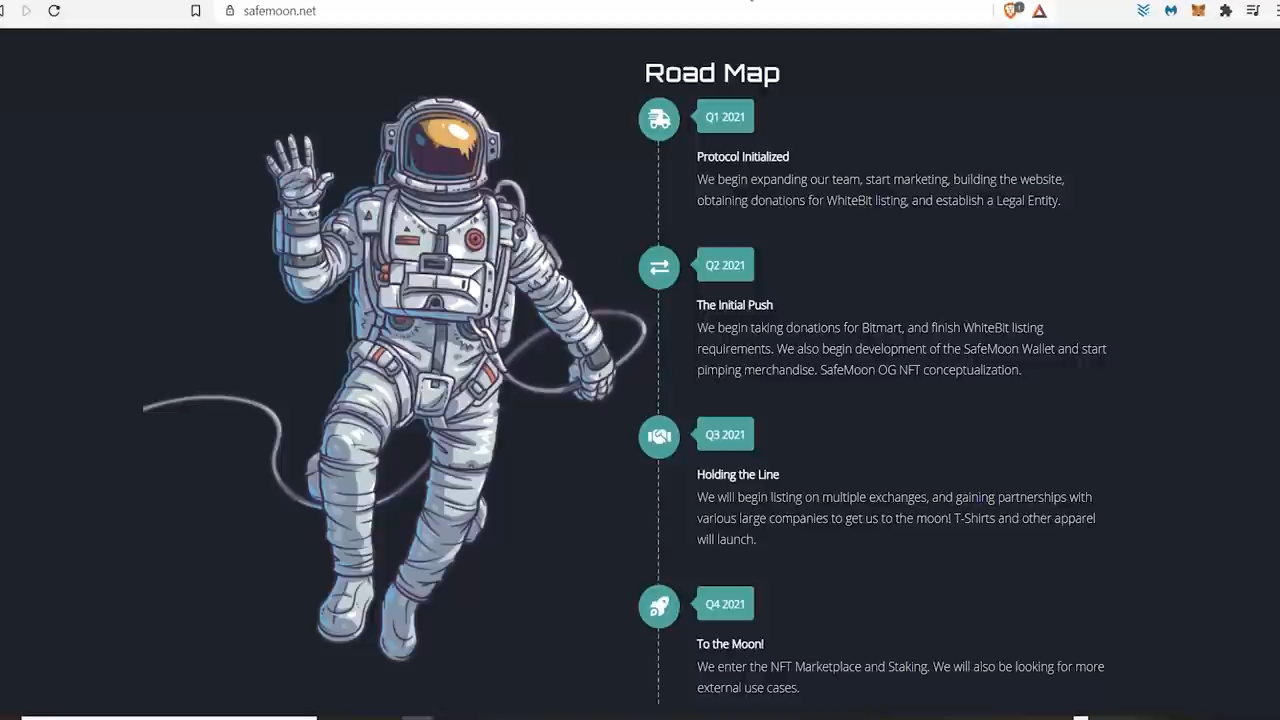 safemoon.net
Road Map
Q1 2021
Protocol Initialized
We begin expanding our team, start marketing, building the website,
obtaining donations for WhiteBit listing, and establish a Legal Entity.
Q2 2021
The Initial Push
We begin taking donations for Bitmart, and finish WhiteBit listing
requirements. We also begin development of the SafeMoon Wallet and start
pimping merchandise. SafeMoon OG NFT conceptualization.
Q3 2021
Holding the Line
We will begin listing on multiple exchanges, and gaining partnerships with
various large companies to get us to the moon! T-Shirts and other apparel
will launch.
Q4 2021
To the Moon!
We enter the NFT Marketplace and Staking. We will also be looking for more
external use cases.